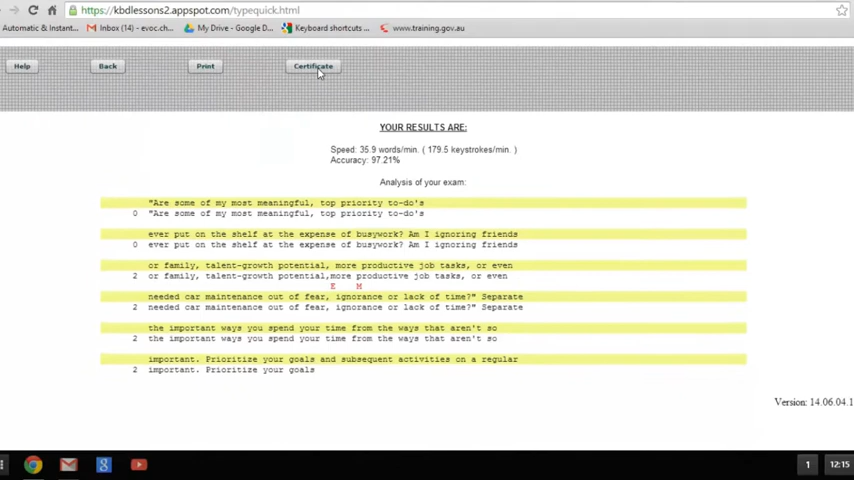 https://kbdlessons2.appspot.com/typequick.html
Automatic & Instant... Inbox (14) - evoc.ch... My Drive - Google D... Keyboard shortcuts ... www.training.gov.au
Help Back Print Certificate
YOUR RESULTS ARE:
Speed: 35.9 words/min. ( 179.5 keystrokes/min. )
Accuracy: 97.21%
Analysis of your exam:
"Are some of my most meaningful, top priority to-do's
0 "Are some of my most meaningful, top priority to-do's
ever put on the shelf at the expense of busywork? Am I ignoring friends
0 ever put on the shelf at the expense of busywork? Am I ignoring friends
or family, talent-growth potential, more productive job tasks, or even
2 or family, talent-growth potential,more productive job tasks, or even
E M
needed car maintenance out of fear, ignorance or lack of time?" Separate
2 needed car maintenance out of fear, ignorance or lack of time?" Separate
the important ways you spend your time from the ways that aren't so
2 the important ways you spend your time from the ways that aren't so
important. Prioritize your goals and subsequent activities on a regular
2 important. Prioritize your goals
Version: 14.06.04.1
1 12:15